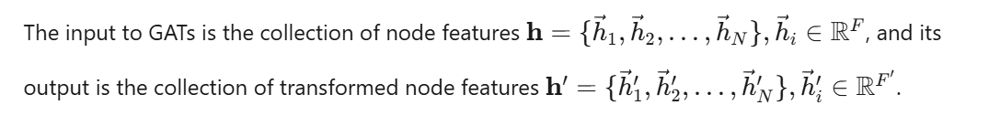 The input to GATs is the collection of node features $\mathbf{h} = \{\vec{h}_1, \vec{h}_2, \ldots, \vec{h}_N\}, \vec{h}_i \in \mathbb{R}^F$, and its
output is the collection of transformed node features $\mathbf{h}' = \{\vec{h}'_1, \vec{h}'_2, \ldots, \vec{h}'_N\}, \vec{h}'_i \in \mathbb{R}^{F'}$.